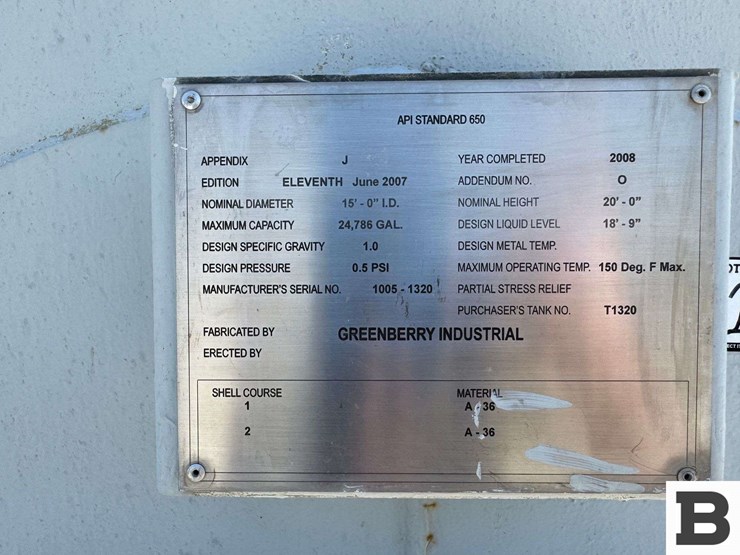 API STANDARD 650
APPENDIX J YEAR COMPLETED 2008
EDITION ELEVENTH June 2007 ADDENDUM NO. O
NOMINAL DIAMETER 15' - 0" I.D. NOMINAL HEIGHT 20' - 0"
MAXIMUM CAPACITY 24,786 GAL. DESIGN LIQUID LEVEL 18' - 9"
DESIGN SPECIFIC GRAVITY 1.0 DESIGN METAL TEMP.
DESIGN PRESSURE 0.5 PSI MAXIMUM OPERATING TEMP. 150 Deg. F Max.
MANUFACTURER'S SERIAL NO. 1005 - 1320 PARTIAL STRESS RELIEF
PURCHASER'S TANK NO. T1320
FABRICATED BY GREENBERRY INDUSTRIAL
ERECTED BY
SHELL COURSE MATERIAL
1 A - 36
2 A - 36
B